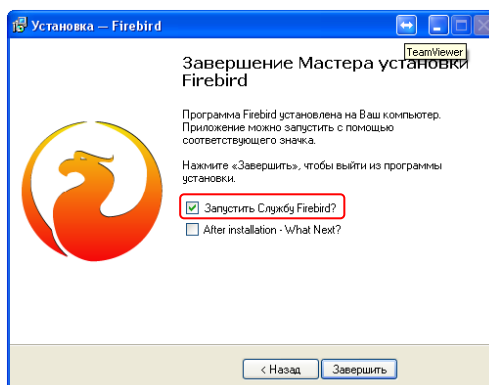 Установка — Firebird
TeamViewer
Завершение Мастера установки
Firebird
Программа Firebird установлена на Ваш компьютер.
Приложение можно запустить с помощью
соответствующего значка.
Нажмите «Завершить», чтобы выйти из программы
установки.
Запустить Службу Firebird?
After installation - What Next?
< Назад
Завершить